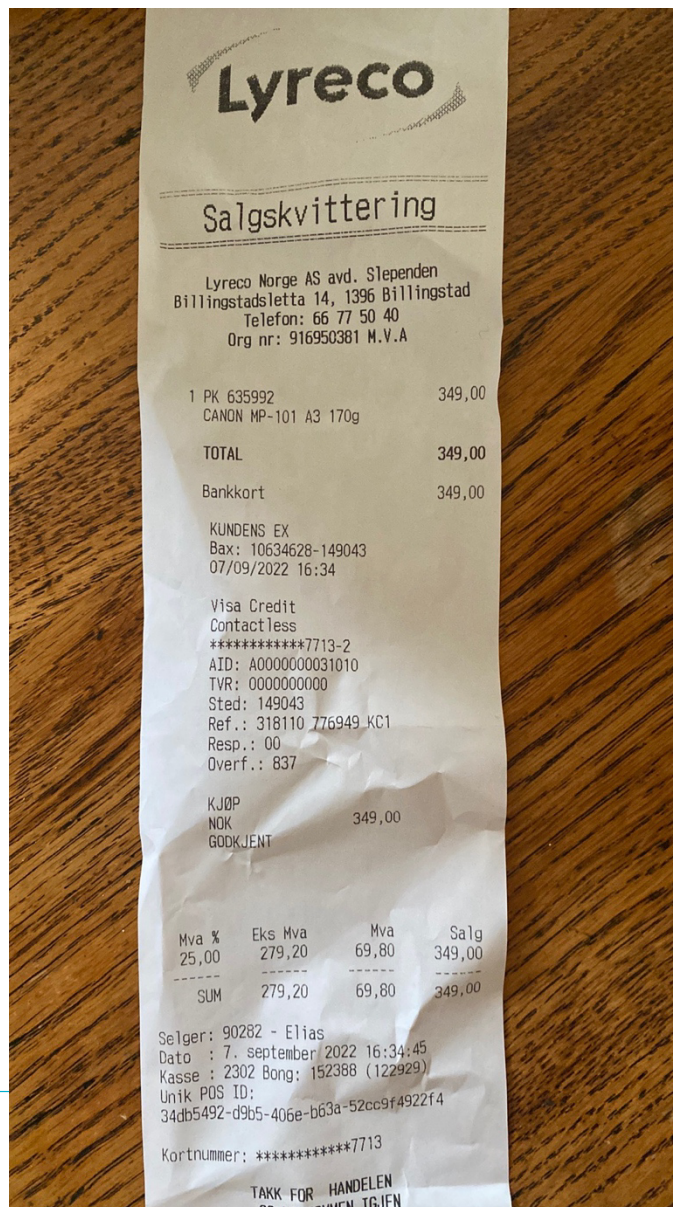 Lyreco
Salgskvittering
Lyreco Norge AS avd. Slependen
Billingstadsletta 14, 1396 Billingstad
Telefon: 66 77 50 40
Org nr: 916950381 M.V.A
1 PK 635992 349,00
CANON MP-101 A3 170g
TOTAL 349,00
Bankkort 349,00
KUNDENS EX
Bax: 10634628-149043
07/09/2022 16:34
Visa Credit
Contactless
************7713-2
AID: A0000000031010
TVR: 0000000000
Sted: 149043
Ref.: 318110 776949 KC1
Resp.: 00
Overf.: 837
KJØP
NOK 349,00
GODKJENT
Mva % Eks Mva Mva Salg
25,00 279,20 69,80 349,00
------ ------ ------ ------
SUM 279,20 69,80 349,00
Selger: 90282 - Elias
Dato : 7. september 2022 16:34:45
Kasse : 2302 Bong: 152388 (122929)
Unik POS ID:
34db5492-d9b5-406e-b63a-52cc9f4922f4
Kortnummer: ************7713
TAKK FOR HANDELEN
IGJEN